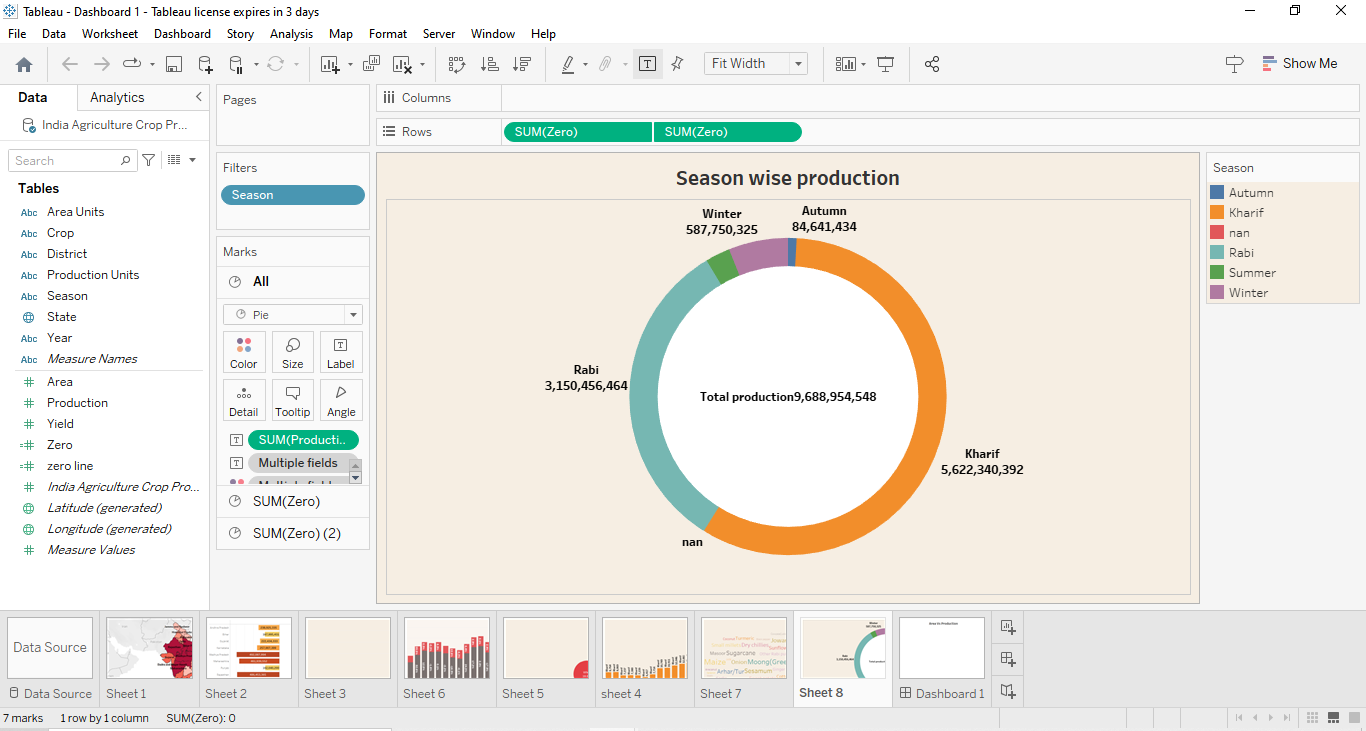 Tableau - Dashboard 1 - Tableau license expires in 3 days
File Data Worksheet Dashboard Story Analysis Map Format Server Window Help
Fit Width
Show Me
Data Analytics
India Agriculture Crop Pr...
Search
Tables
Abc Area Units
Abc Crop
Abc District
Abc Production Units
Abc Season
State
Abc Year
Abc Measure Names
# Area
# Production
# Yield
=# Zero
=# zero line
# India Agriculture Crop Pro...
Latitude (generated)
Longitude (generated)
# Measure Values
Pages
Filters
Season
Marks
All
Pie
Color Size Label
Detail Tooltip Angle
SUM(Producti..
Multiple fields
SUM(Zero)
SUM(Zero) (2)
Columns
Rows SUM(Zero) SUM(Zero)
Season wise production
Winter
587,750,325
Autumn
84,641,434
Rabi
3,150,456,464
Total production9,688,954,548
Kharif
5,622,340,392
nan
Season
Autumn
Kharif
nan
Rabi
Summer
Winter
Data Source
Data Source Sheet 1 Sheet 2 Sheet 3 Sheet 6 Sheet 5 sheet 4 Sheet 7 Sheet 8 Dashboard 1
7 marks 1 row by 1 column SUM(Zero): 0